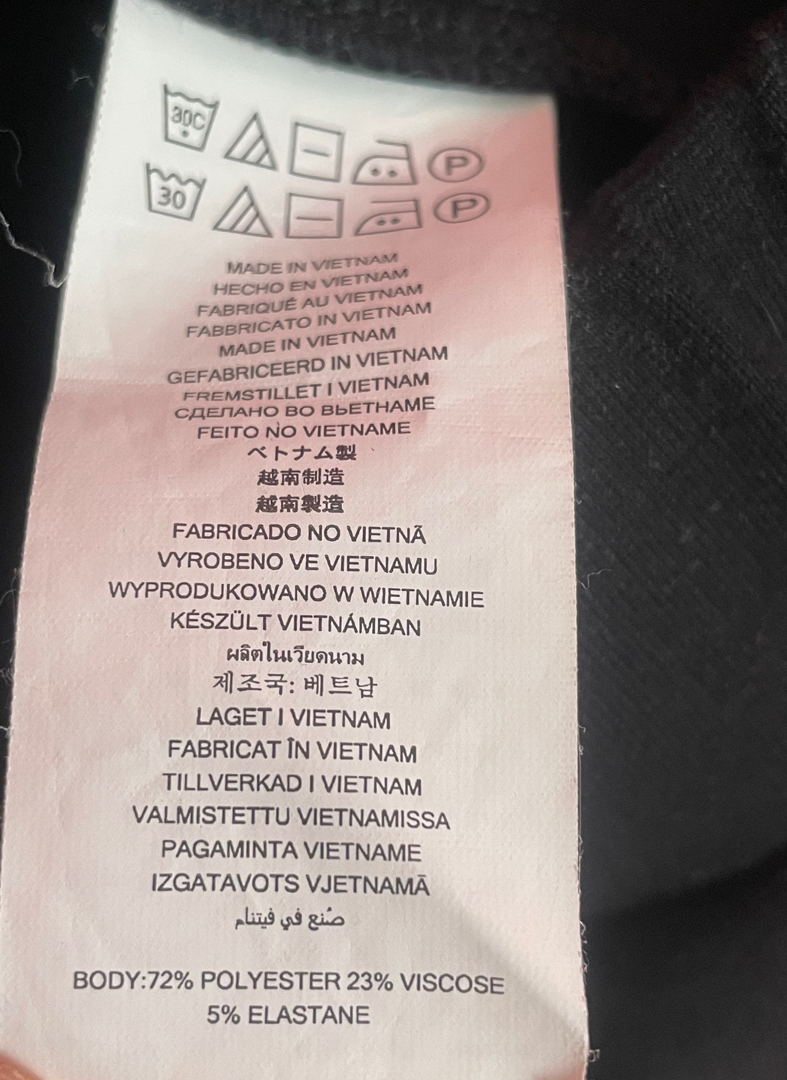 30C
P
30
P
MADE IN VIETNAM
HECHO EN VIETNAM
FABRIQUÉ AU VIETNAM
FABBRICATO IN VIETNAM
MADE IN VIETNAM
GEFABRICEERD IN VIETNAM
FREMSTILLET I VIETNAM
СДЕЛАНО ВО ВЬЕТНАМЕ
FEITO NO VIETNAME
ベトナム製
越南制造
越南製造
FABRICADO NO VIETNÃ
VYROBENO VE VIETNAMU
WYPRODUKOWANO W WIETNAMIE
KÉSZÜLT VIETNÁMBAN
ผลิตในเวียดนาม
제조국: 베트남
LAGET I VIETNAM
FABRICAT ÎN VIETNAM
TILLVERKAD I VIETNAM
VALMISTETTU VIETNAMISSA
PAGAMINTA VIETNAME
IZGATAVOTS VJETNAMĀ
صُنع في فيتنام
BODY:72% POLYESTER 23% VISCOSE
5% ELASTANE